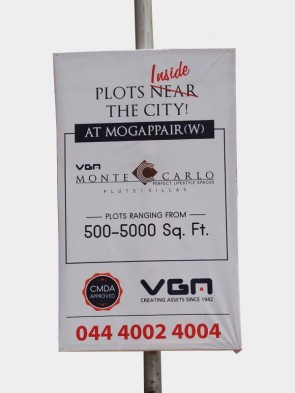 Inside
PLOTS NEAR
THE CITY!
AT MOGAPPAIR(W)
VGN
MONTE CARLO
PERFECT LIFESTYLE SPACES
PLOTS | VILLAS
PLOTS RANGING FROM
500-5000 Sq. Ft.
CMDA
APPROVED
VGN
CREATING ASSETS SINCE 1942
044 4002 4004